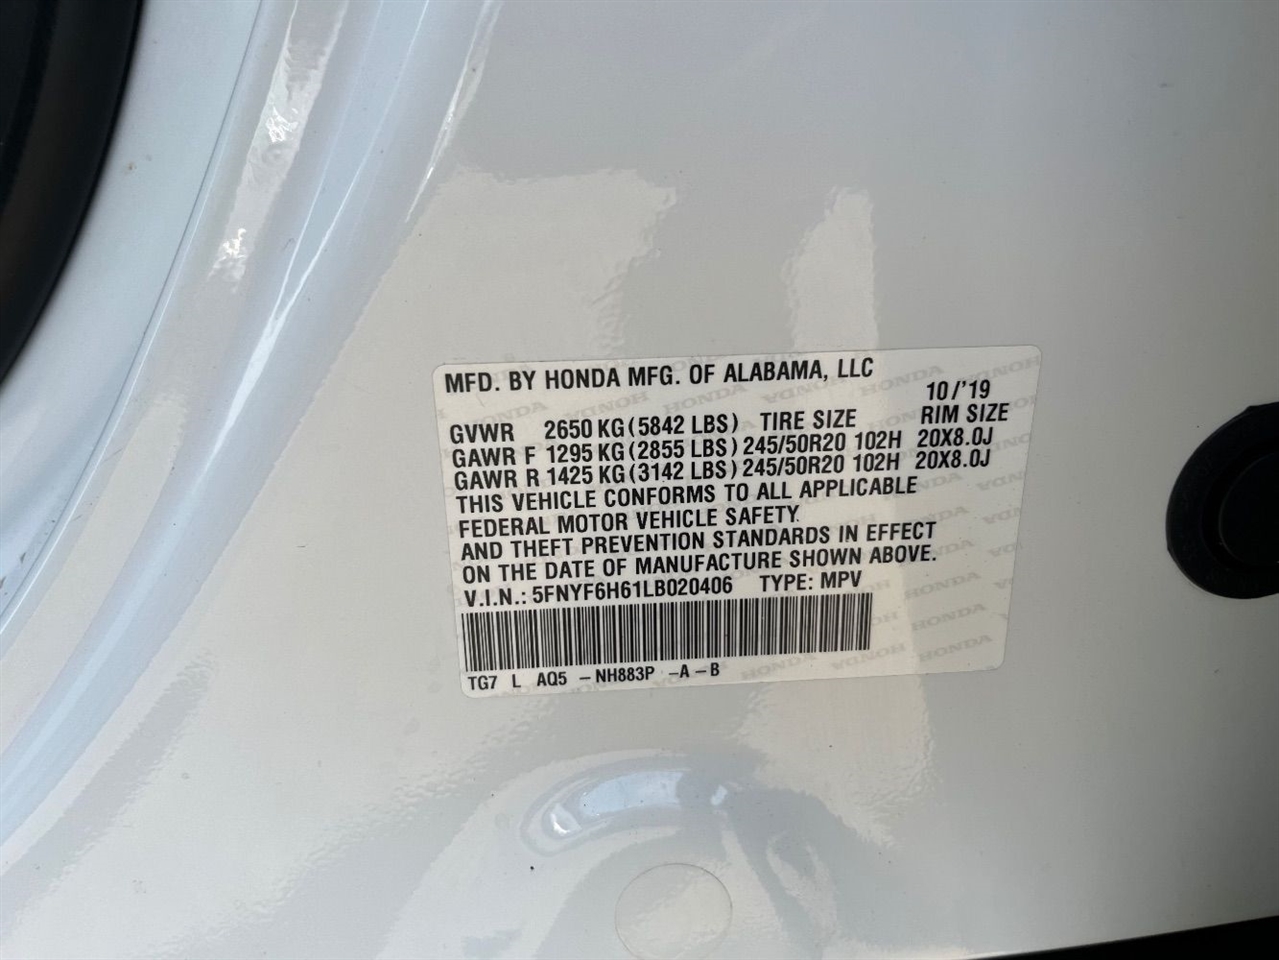 MFD. BY HONDA MFG. OF ALABAMA, LLC
10/'19
GVWR 2650 KG (5842 LBS) TIRE SIZE RIM SIZE
GAWR F 1295 KG (2855 LBS) 245/50R20 102H 20X8.0J
GAWR R 1425 KG (3142 LBS) 245/50R20 102H 20X8.0J
THIS VEHICLE CONFORMS TO ALL APPLICABLE
FEDERAL MOTOR VEHICLE SAFETY
AND THEFT PREVENTION STANDARDS IN EFFECT
ON THE DATE OF MANUFACTURE SHOWN ABOVE.
V.I.N.: 5FNYF6H61LB020406 TYPE: MPV
TG7 L AQ5 -NH883P -A-B